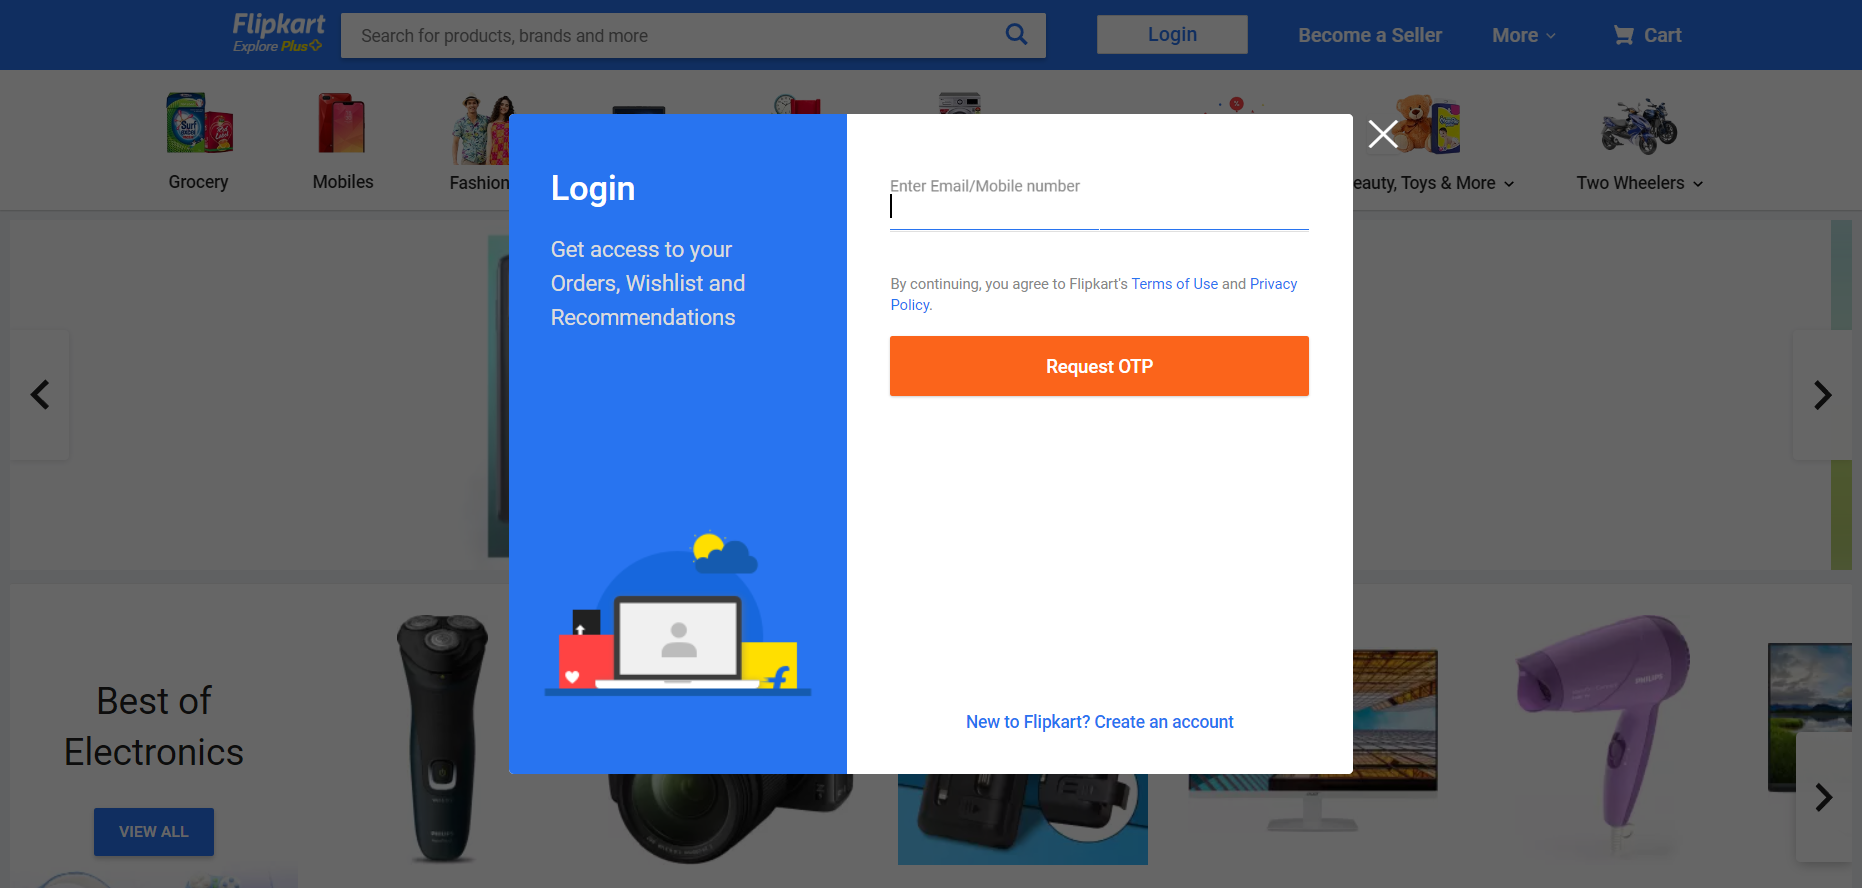 Flipkart
Explore Plus
Search for products, brands and more
Login
Become a Seller
More
Cart
Grocery
Mobiles
Fashion
eauty, Toys & More
Two Wheelers
Login
Get access to your
Orders, Wishlist and
Recommendations
Enter Email/Mobile number
By continuing, you agree to Flipkart's Terms of Use and Privacy
Policy.
Request OTP
New to Flipkart? Create an account
Best of
Electronics
VIEW ALL
PHILIPS